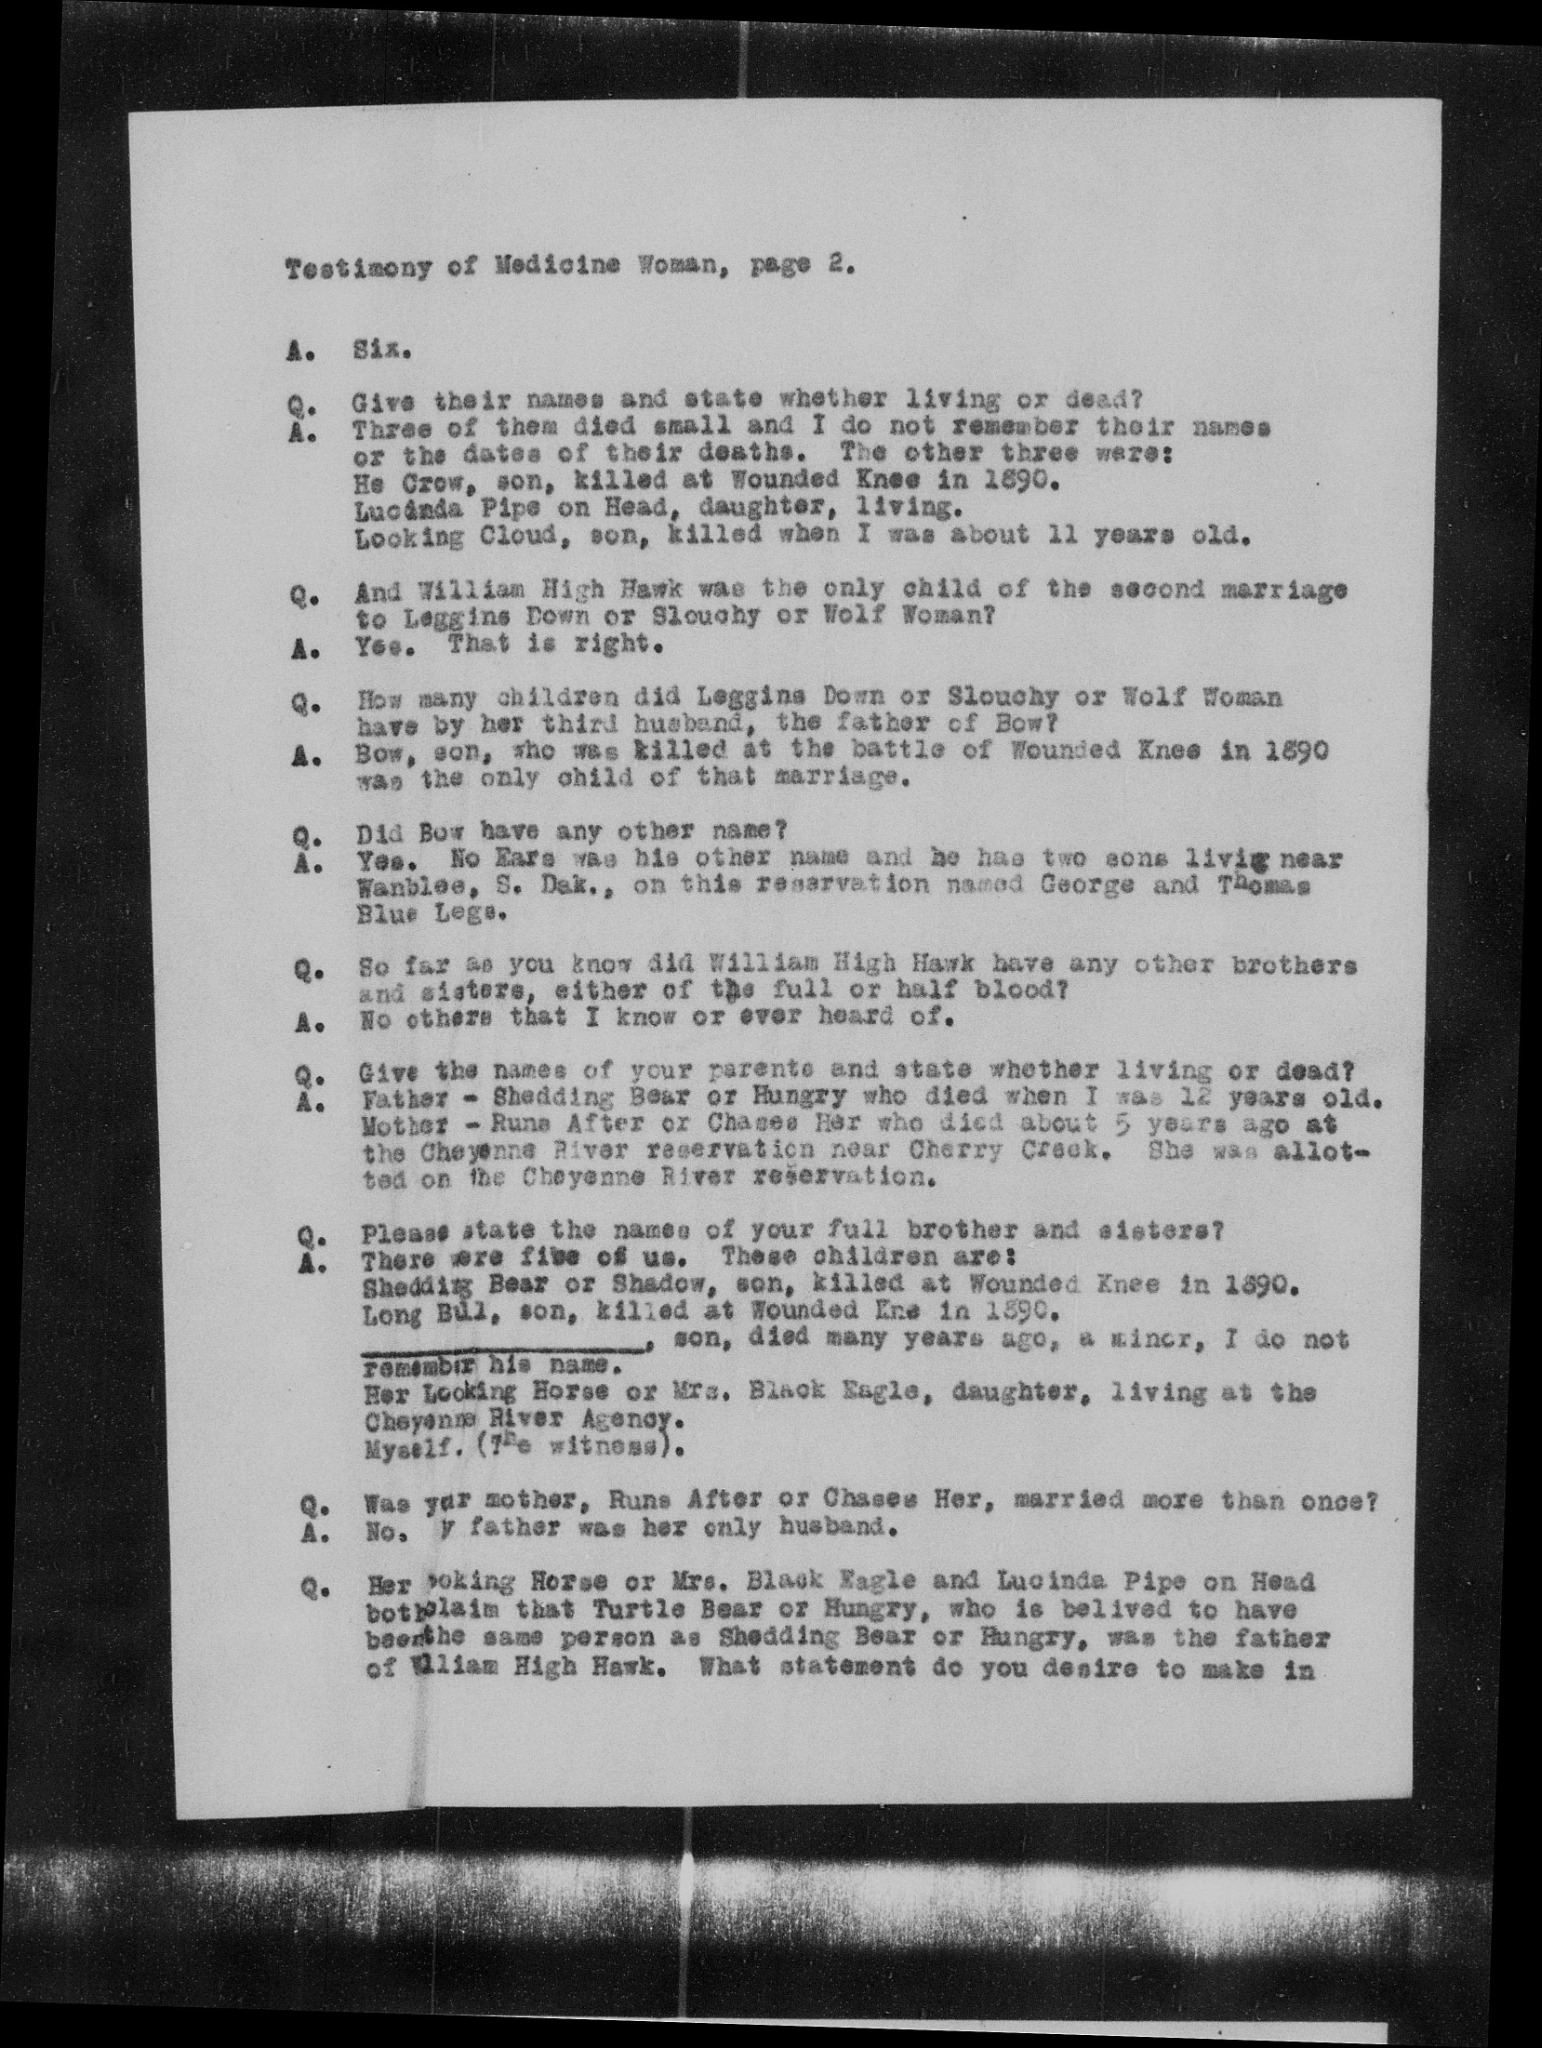 Testimony of Medicine Woman, page 2.
A. Six.
Q. Give their names and state whether living or dead?
A. Three of them died small and I do not remember their names
or the dates of their deaths. The other three were:
He Crow, son, killed at Wounded Knee in 1890.
Lucinda Pipe on Head, daughter, living.
Looking Cloud, son, killed when I was about 11 years old.
Q. And William High Hawk was the only child of the second marriage
to Leggins Down or Slouchy or Wolf Woman?
A. Yes. That is right.
Q. How many children did Leggins Down or Slouchy or Wolf Woman
have by her third husband, the father of Bow?
A. Bow, son, who was killed at the battle of Wounded Knee in 1890
was the only child of that marriage.
Q. Did Bow have any other name?
A. Yes. No Ears was his other name and he has two sons livig near
Wanblee, S. Dak., on this reservation named George and Thomas
Blue Legs.
Q. So far as you know did William High Hawk have any other brothers
and sisters, either of the full or half blood?
A. No others that I know or ever heard of.
Q. Give the names of your parents and state whether living or dead?
A. Father - Shedding Bear or Hungry who died when I was 12 years old.
Mother - Runs After or Chases Her who died about 5 years ago at
the Cheyenne River reservation near Cherry Creek. She was allot-
ted on the Cheyenne River reservation.
Q. Please state the names of your full brother and sisters?
A. There were five of us. These children are:
Shedding Bear or Shadow, son, killed at Wounded Knee in 1890.
Long Bull, son, killed at Wounded Kne in 1890.
____________________, son, died many years ago, a minor, I do not
remember his name.
Her Looking Horse or Mrs. Black Eagle, daughter, living at the
Cheyenne River Agency.
Myself. (The witness).
Q. Was your mother, Runs After or Chases Her, married more than once?
A. No. y father was her only husband.
Q. Her ooking Horse or Mrs. Black Eagle and Lucinda Pipe on Head
both claim that Turtle Bear or Hungry, who is belived to have
been the same person as Shedding Bear or Hungry, was the father
of Wlliam High Hawk. What statement do you desire to make in